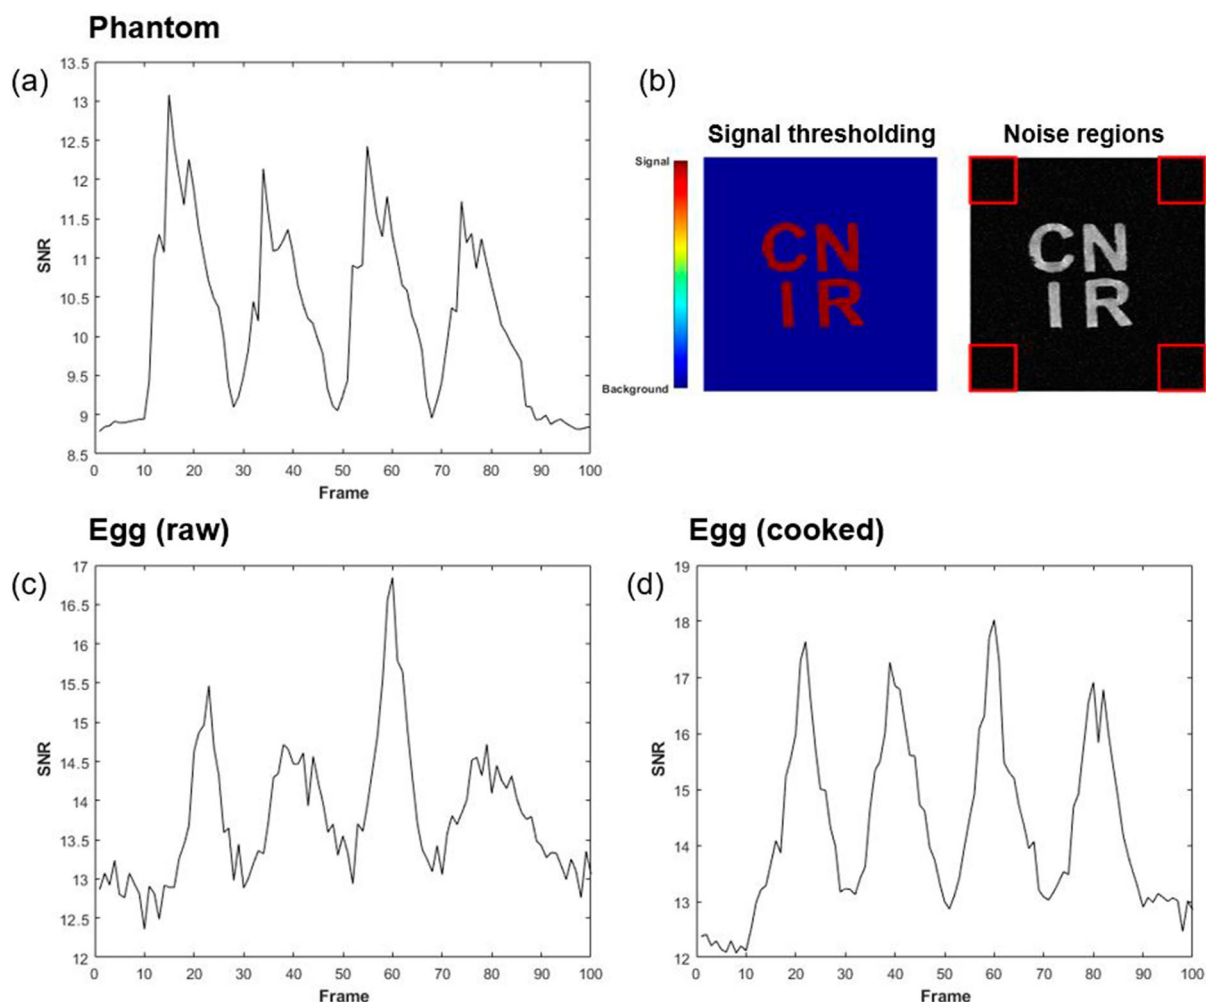 Phantom
(a)
13.5
13
12.5
12
11.5
11
10.5
10
9.5
9
8.5
SNR
0 10 20 30 40 50 60 70 80 90 100
Frame
(b)
Signal thresholding
Signal
Background
CN
IR
Noise regions
CN
IR
Egg (raw)
(c)
17
16.5
16
15.5
15
14.5
14
13.5
13
12.5
12
SNR
0 10 20 30 40 50 60 70 80 90 100
Frame
Egg (cooked)
(d)
19
18
17
16
15
14
13
12
SNR
0 10 20 30 40 50 60 70 80 90 100
Frame